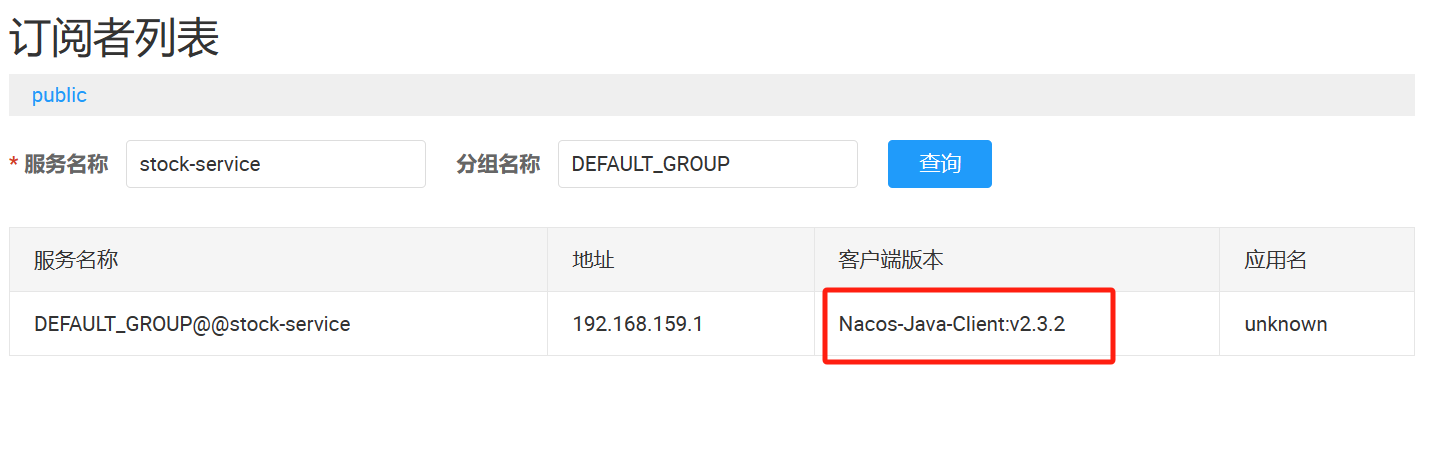 订阅者列表
public
* 服务名称 stock-service 分组名称 DEFAULT_GROUP 查询
服务名称 地址 客户端版本 应用名
DEFAULT_GROUP@@stock-service 192.168.159.1 Nacos-Java-Client:v2.3.2 unknown